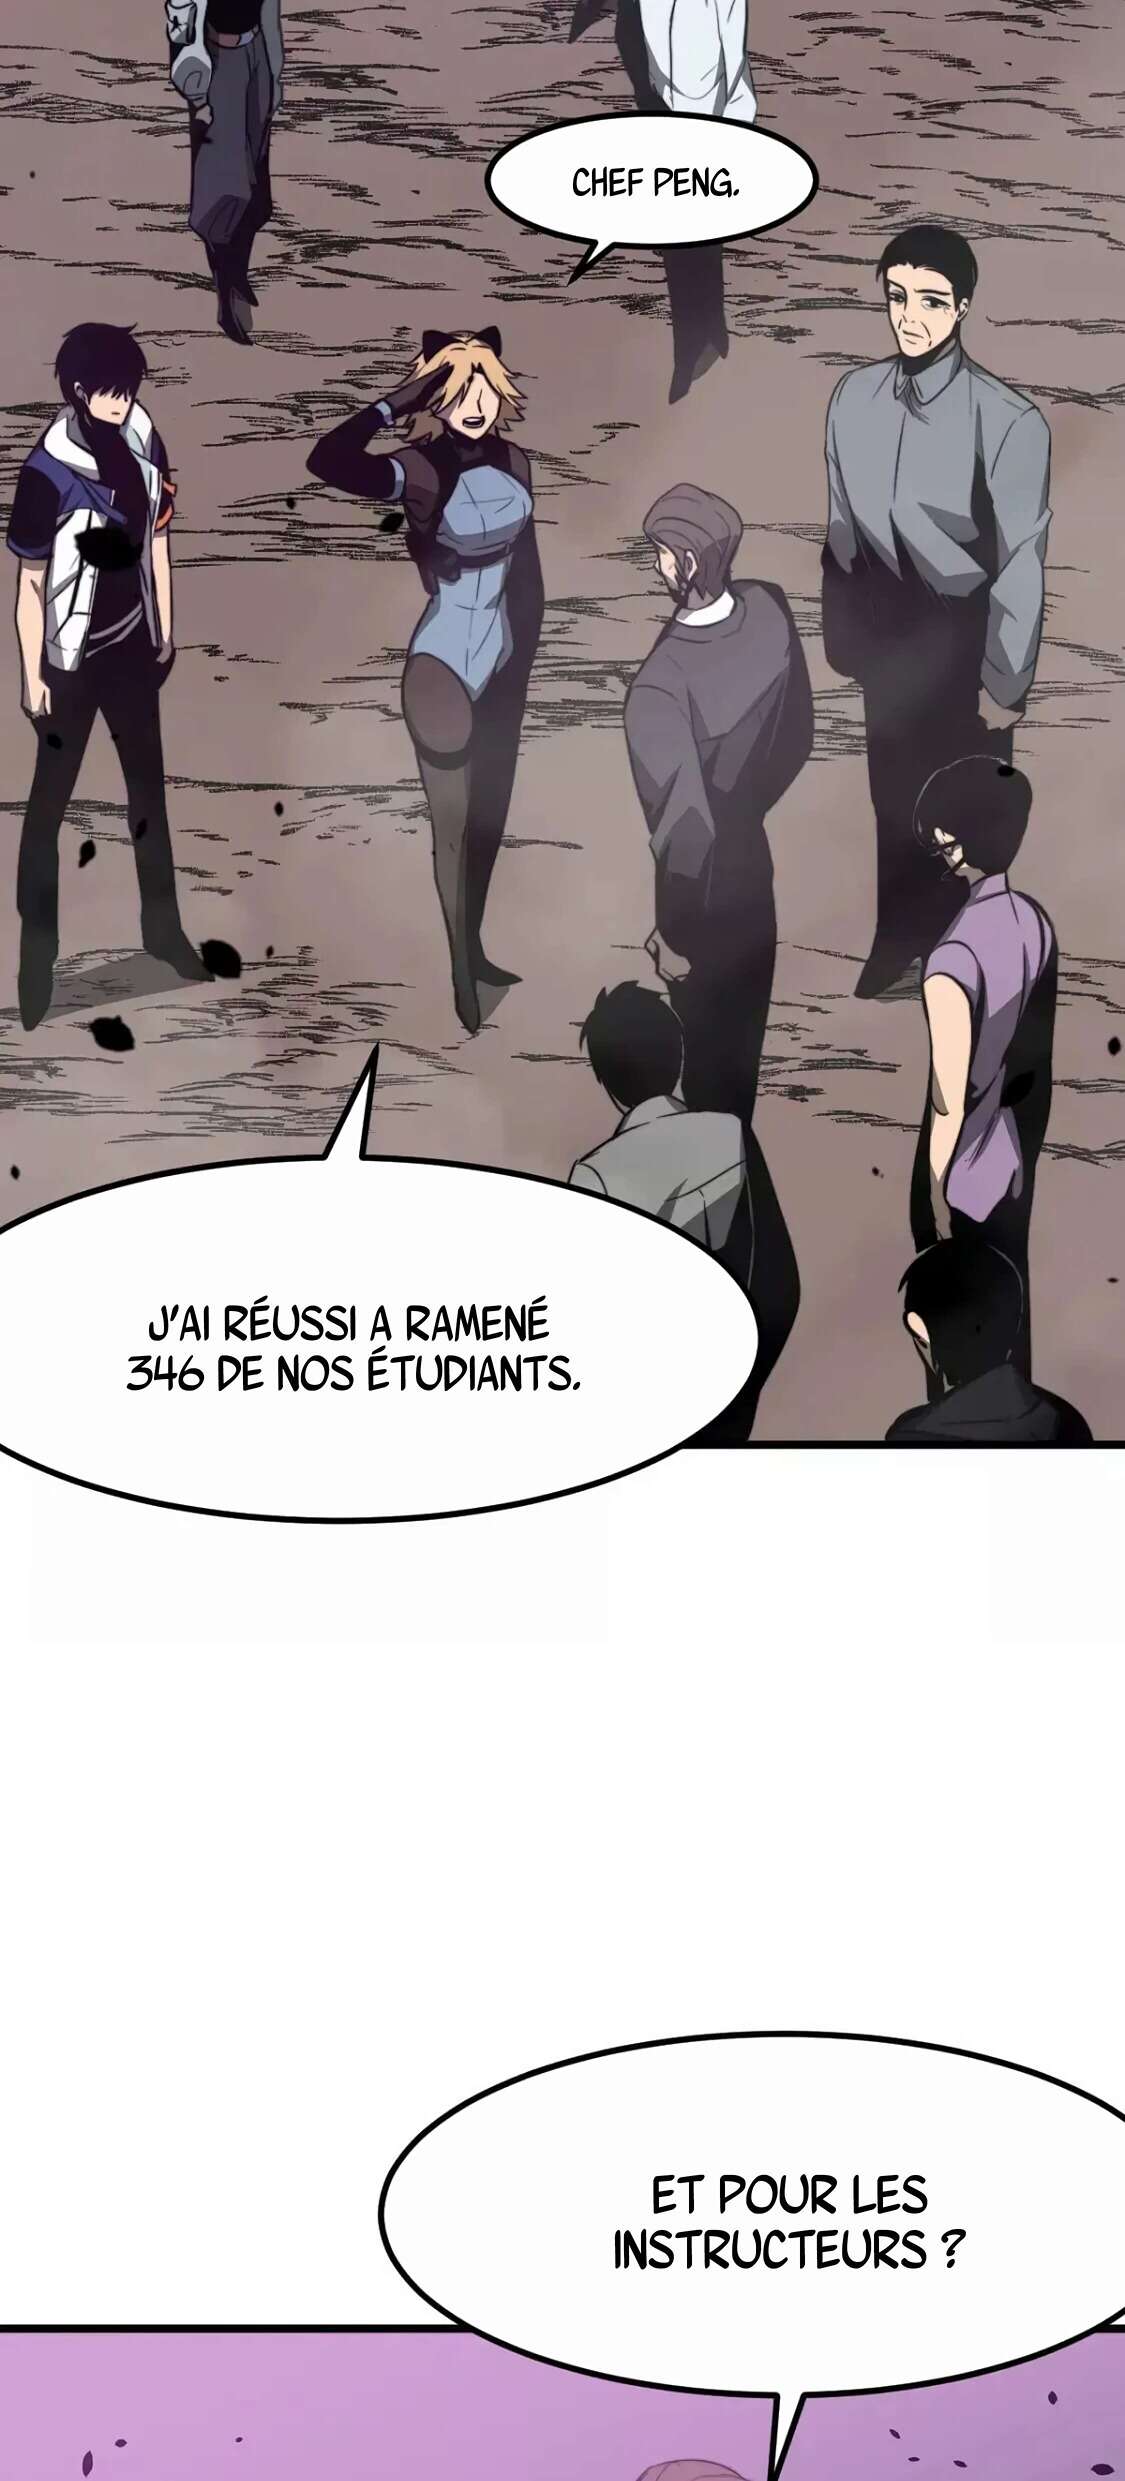 CHEF PENG.
J'AI RÉUSSI A RAMENÉ
346 DE NOS ÉTUDIANTS.
ET POUR LES
INSTRUCTEURS ?